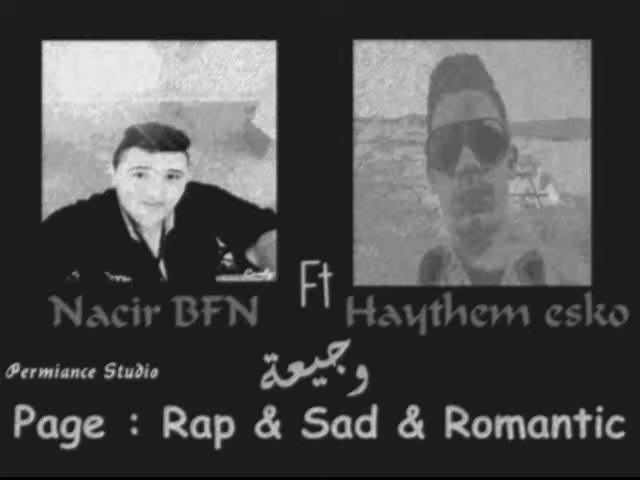 Nacir BFN Ft Haythem esko
وجيعة
Permiance Studio
Page : Rap & Sad & Romantic